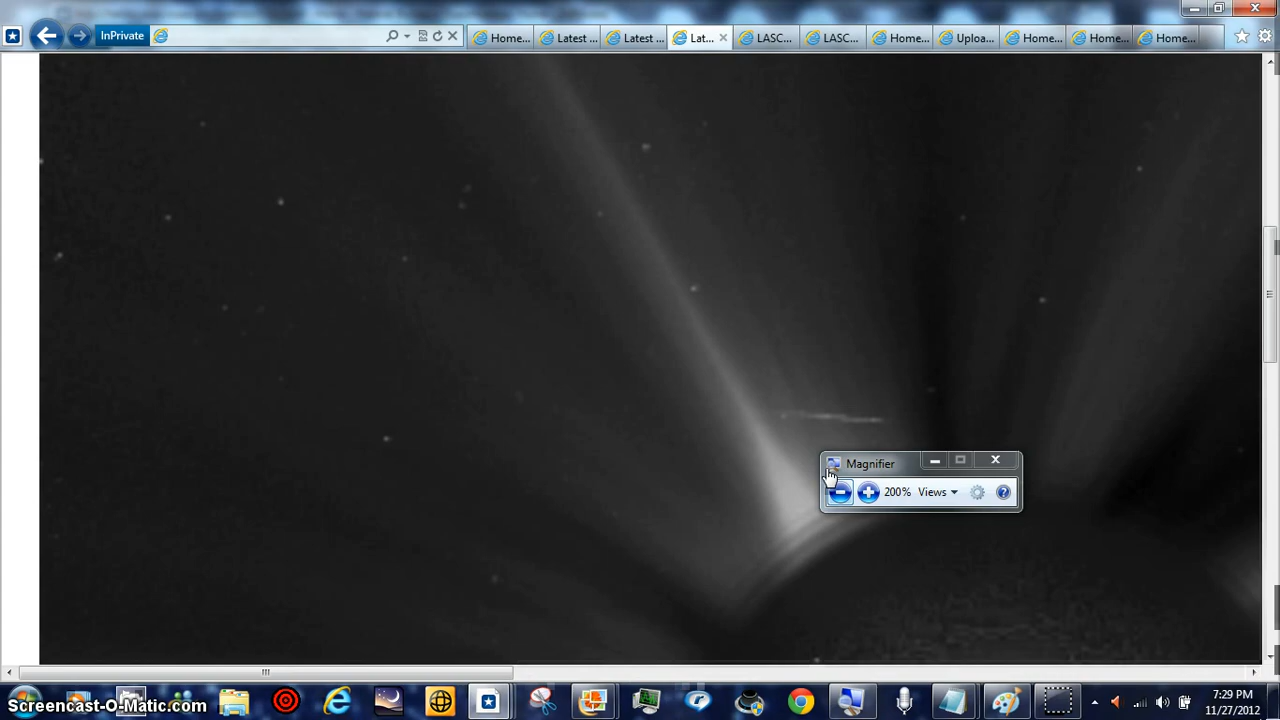 InPrivate
Home...
Latest ...
Latest ...
Lat...
LASC...
LASC...
Home...
Uploa...
Home...
Home...
Home...
Magnifier
200% Views
Screencast-O-Matic.com
7:29 PM
11/27/2012